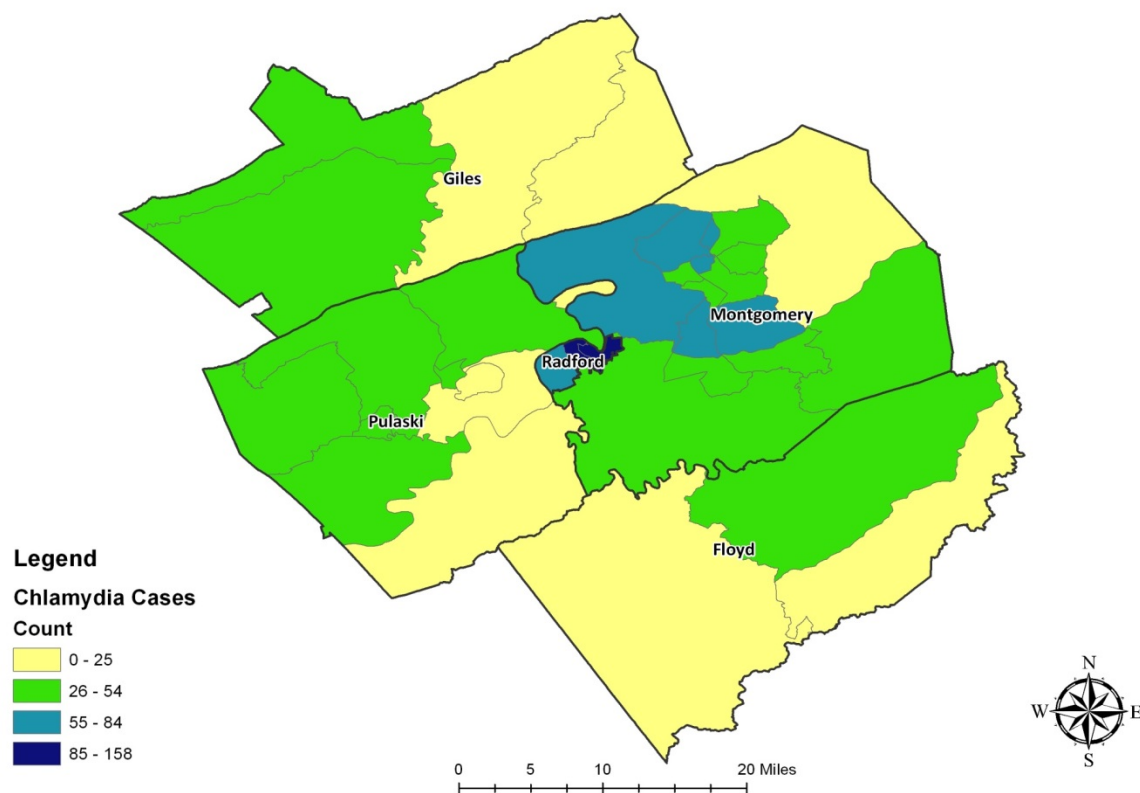 Giles
Montgomery
Radford
Pulaski
Floyd
Legend
Chlamydia Cases
Count
0 - 25
26 - 54
55 - 84
85 - 158
N
W E
S
0 5 10 20 Miles